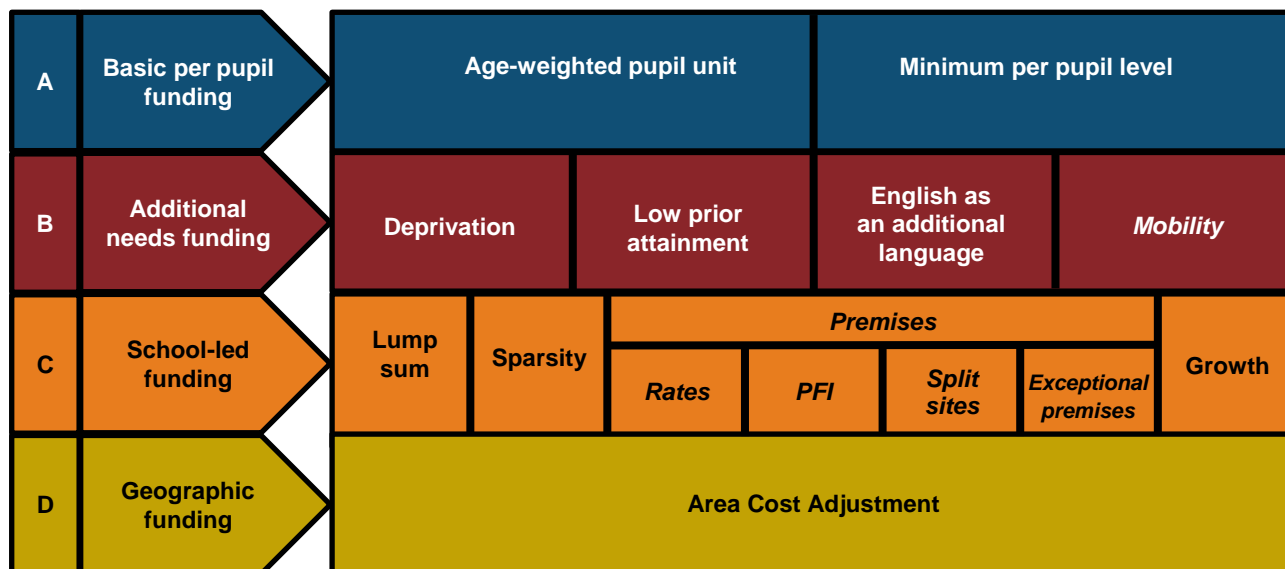 A
Basic per pupil
funding
Age-weighted pupil unit
Minimum per pupil level
B
Additional
needs funding
Deprivation
Low prior
attainment
English as
an additional
language
Mobility
C
School-led
funding
Lump
sum
Sparsity
Premises
Rates
PFI
Split
sites
Exceptional
premises
Growth
D
Geographic
funding
Area Cost Adjustment